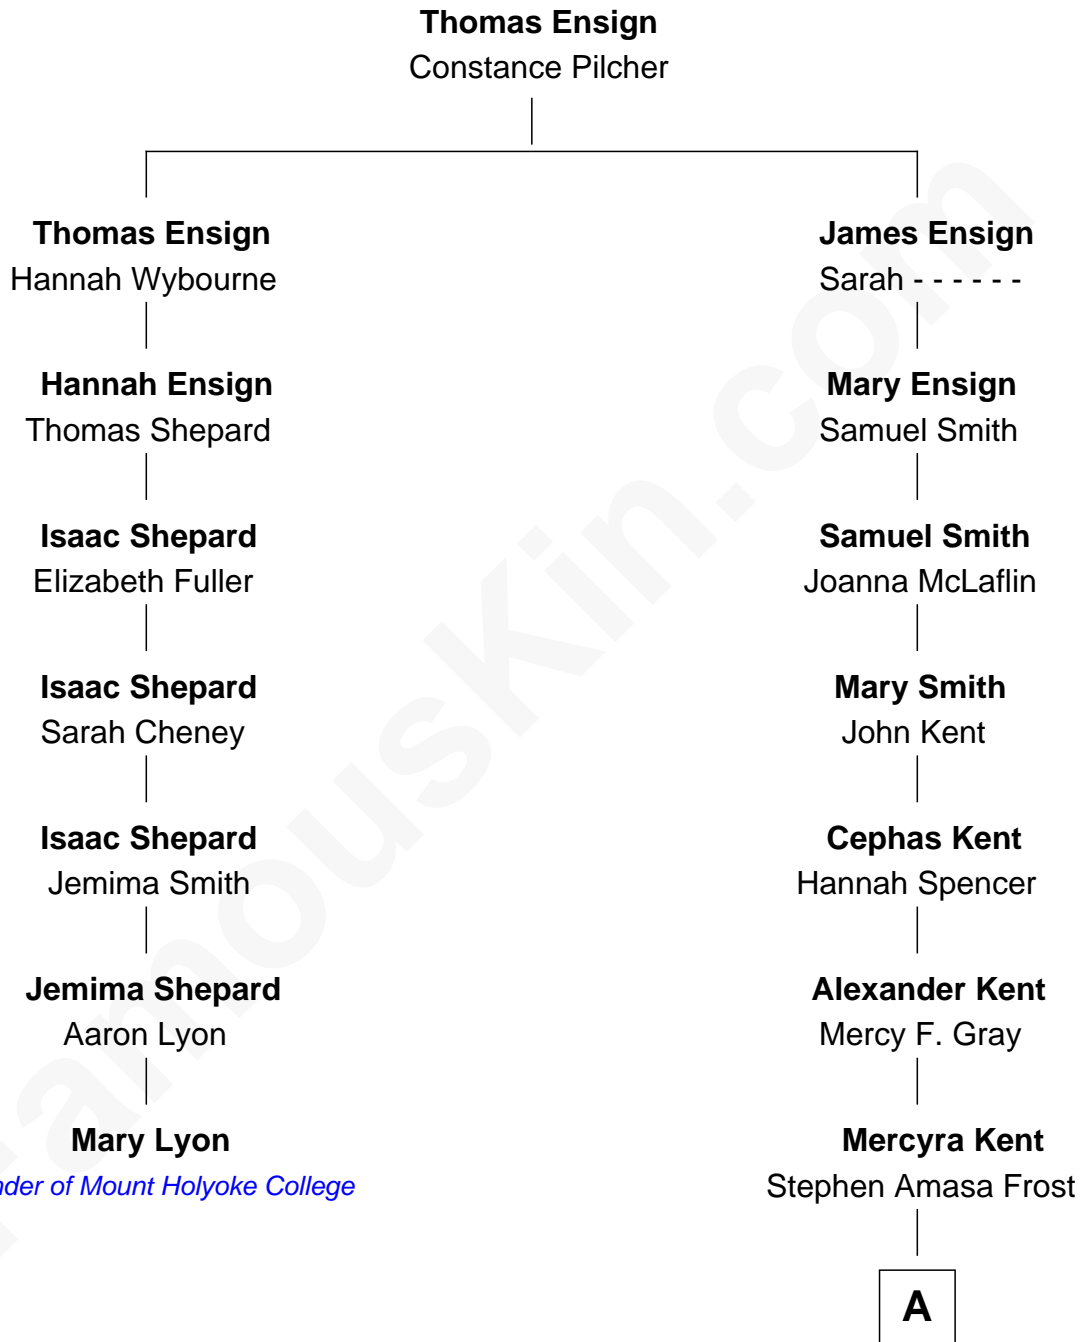 Thomas Ensign
Constance Pilcher
Thomas Ensign
Hannah Wybourne
James Ensign
Sarah - - - - - -
Hannah Ensign
Thomas Shepard
Mary Ensign
Samuel Smith
Isaac Shepard
Elizabeth Fuller
Samuel Smith
Joanna McLaflin
Isaac Shepard
Sarah Cheney
Mary Smith
John Kent
Isaac Shepard
Jemima Smith
Cephas Kent
Hannah Spencer
Jemima Shepard
Aaron Lyon
Alexander Kent
Mercy F. Gray
Mary Lyon
nder of Mount Holyoke College
Mercyra Kent
Stephen Amasa Frost
A
FamousKin.com